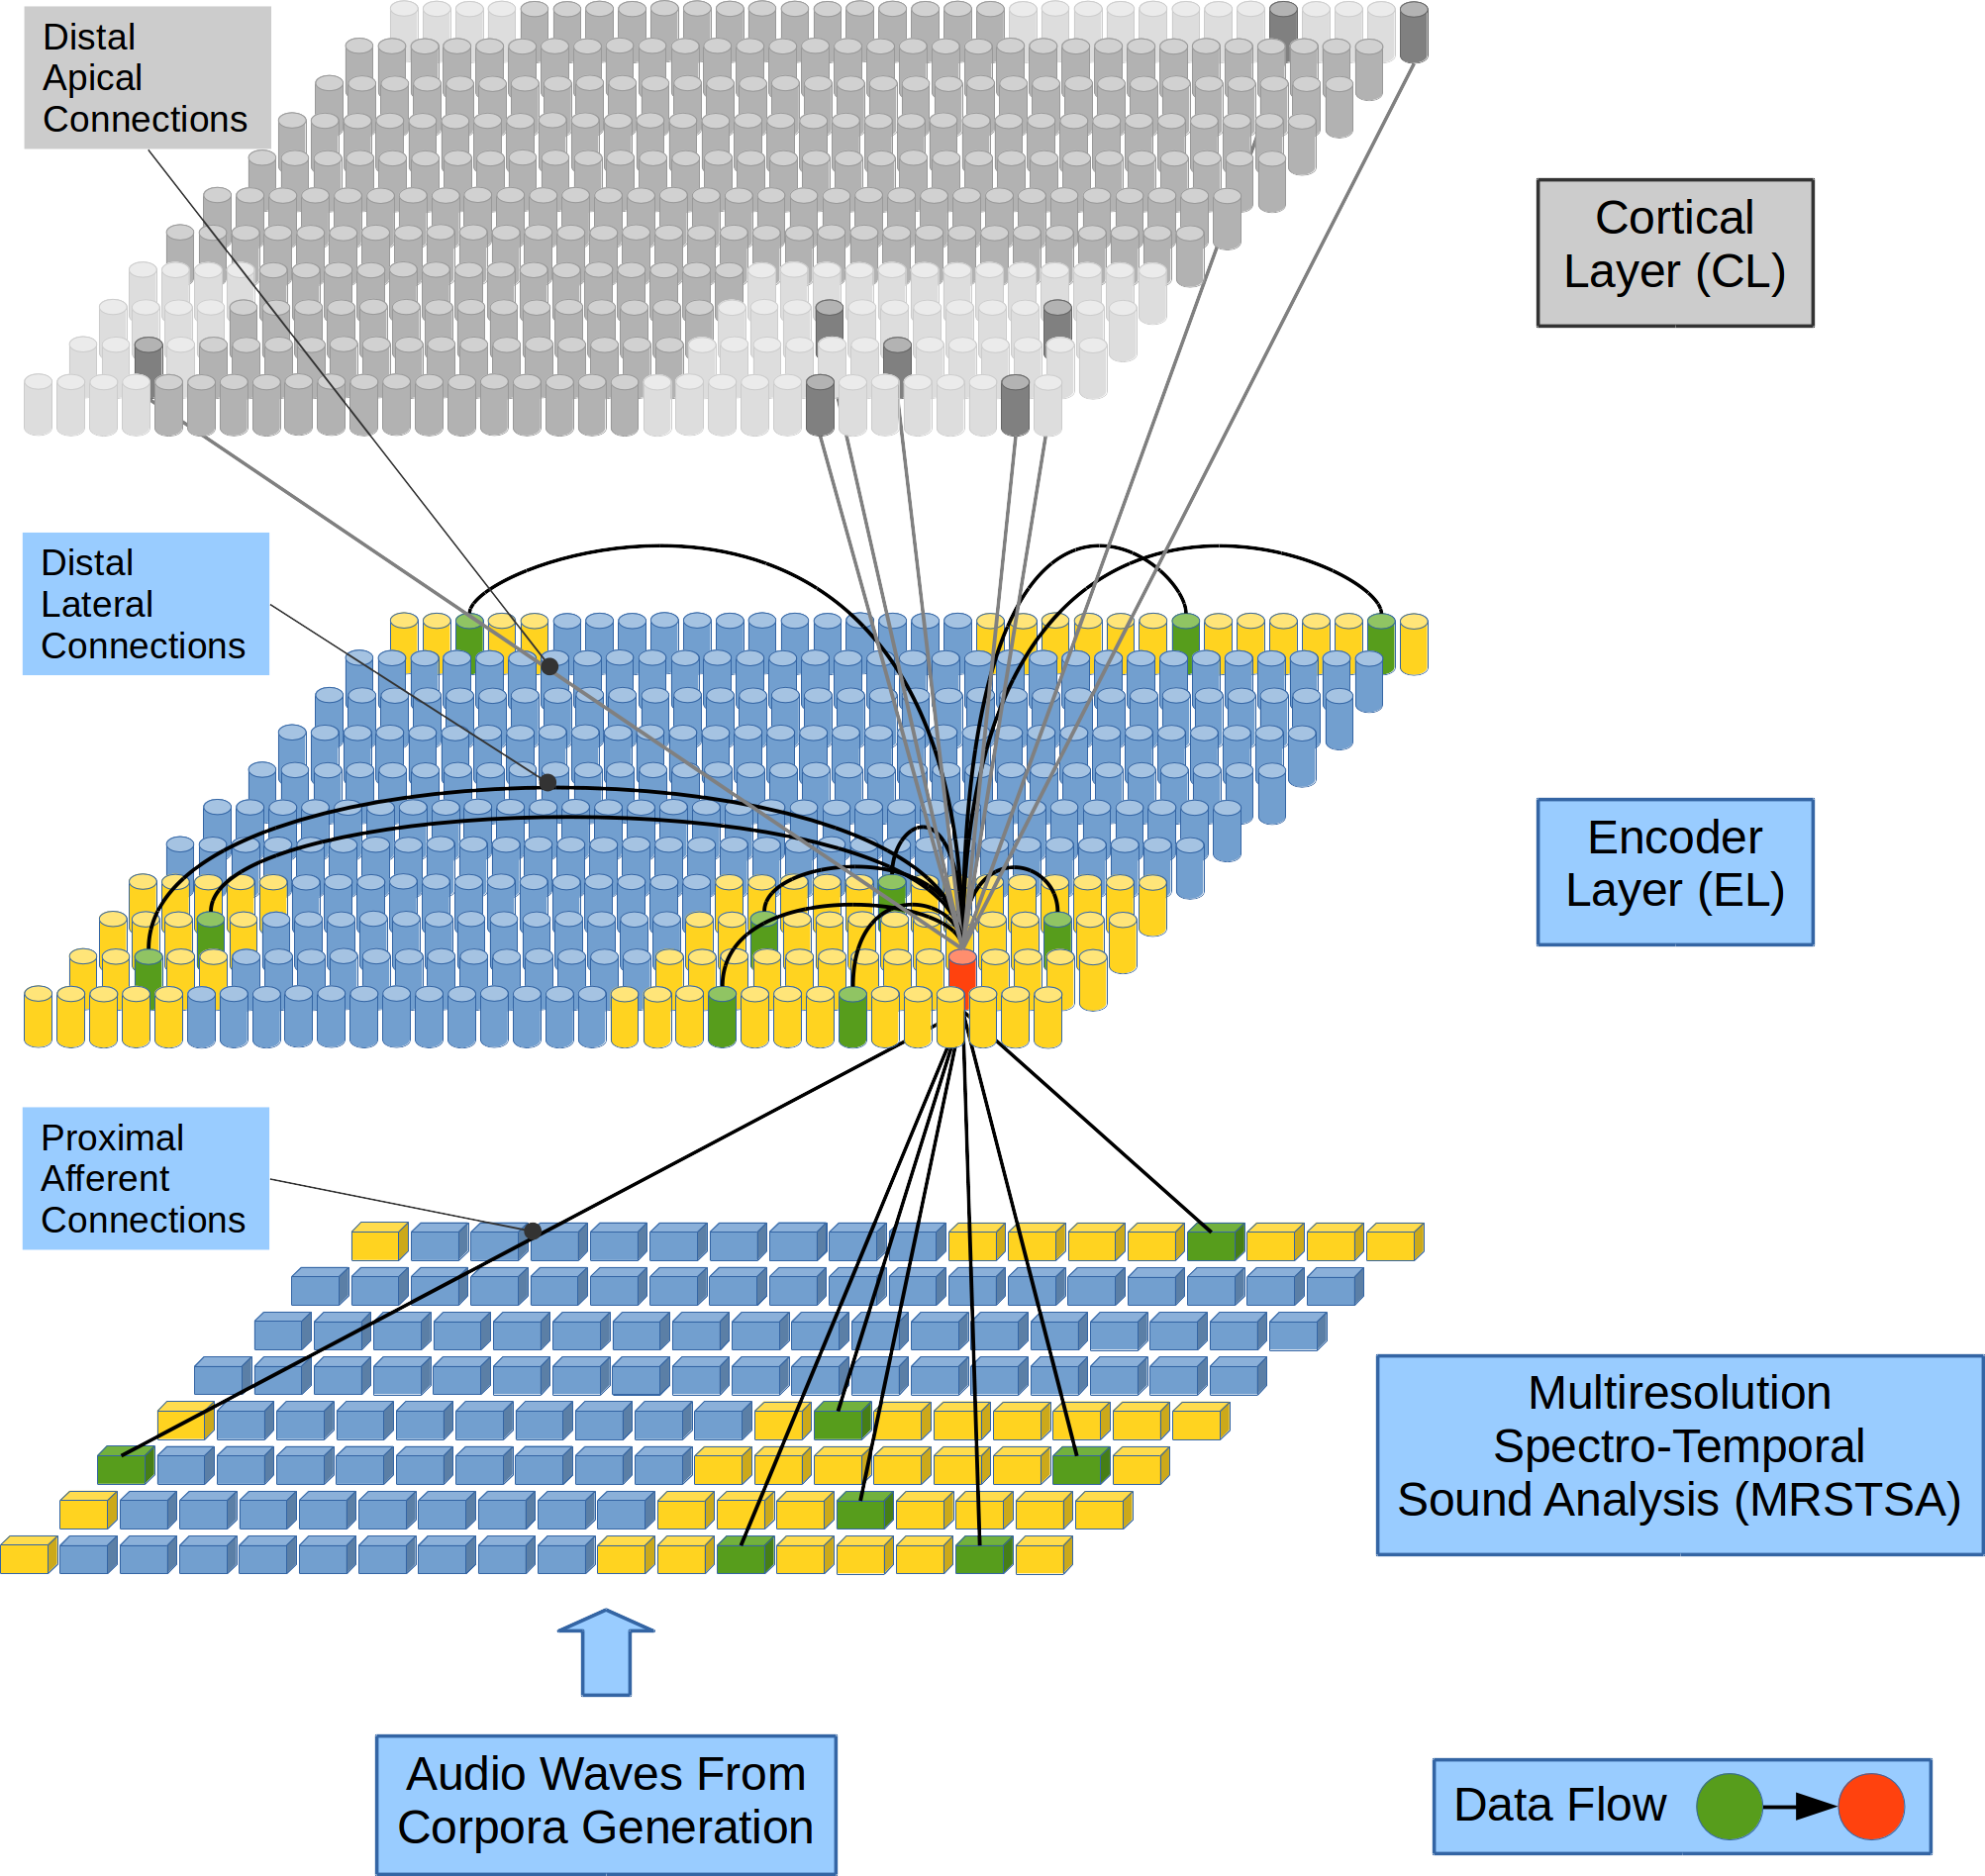 Distal
Apical
Connections
Cortical
Layer (CL)
Distal
Lateral
Connections
Encoder
Layer (EL)
Proximal
Afferent
Connections
Multiresolution
Spectro-Temporal
Sound Analysis (MRSTSA)
Audio Waves From
Corpora Generation
Data Flow